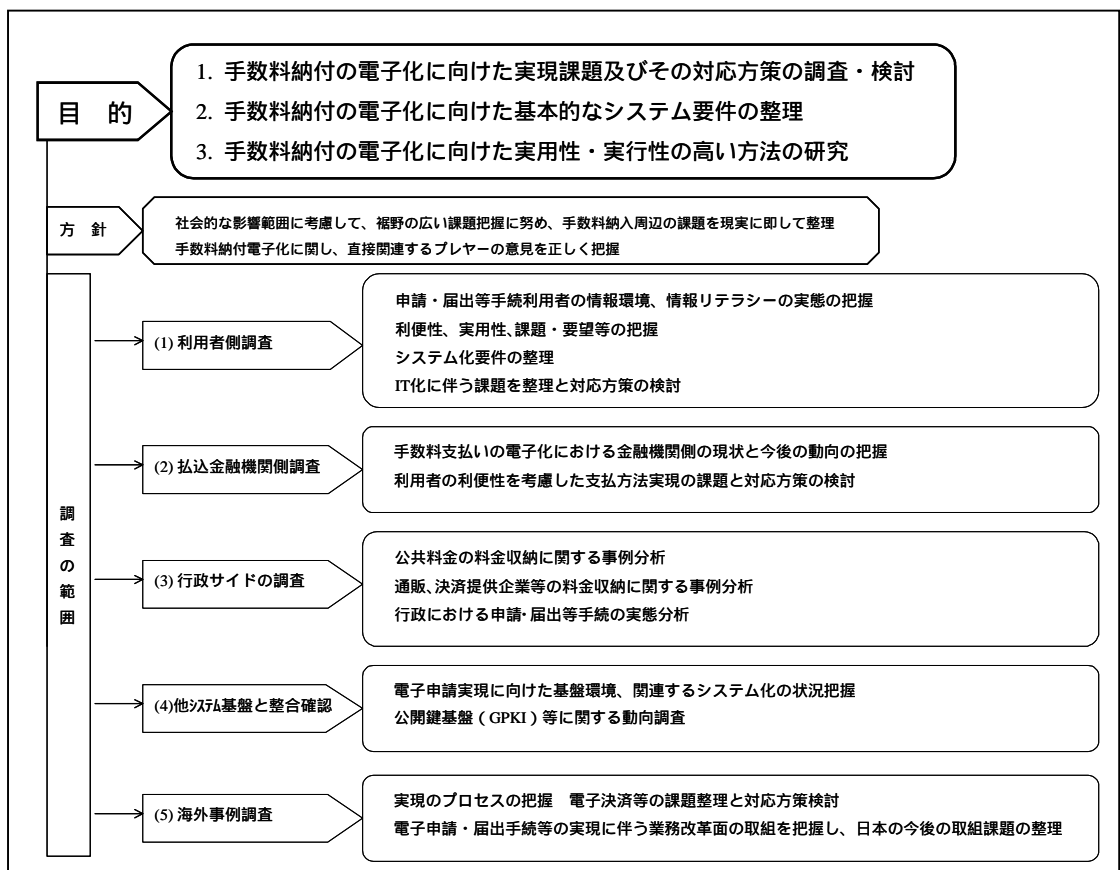 目 的
1. 手数料納付の電子化に向けた実現課題及びその対応方策の調査・検討
2. 手数料納付の電子化に向けた基本的なシステム要件の整理
3. 手数料納付の電子化に向けた実用性・実行性の高い方法の研究
方 針
社会的な影響範囲に考慮して、裾野の広い課題把握に努め、手数料納入周辺の課題を現実に即して整理
手数料納付電子化に関し、直接関連するプレヤーの意見を正しく把握
調査の範囲
(1) 利用者側調査
申請・届出等手続利用者の情報環境、情報リテラシーの実態の把握
利便性、実用性、課題・要望等の把握
システム化要件の整理
IT化に伴う課題を整理と対応方策の検討
(2) 払込金融機関側調査
手数料支払いの電子化における金融機関側の現状と今後の動向の把握
利用者の利便性を考慮した支払方法実現の課題と対応方策の検討
(3) 行政サイドの調査
公共料金の料金収納に関する事例分析
通販、決済提供企業等の料金収納に関する事例分析
行政における申請・届出等手続の実態分析
(4)他ｼｽﾃﾑ基盤と整合確認
電子申請実現に向けた基盤環境、関連するシステム化の状況把握
公開鍵基盤（GPKI）等に関する動向調査
(5) 海外事例調査
実現のプロセスの把握　電子決済等の課題整理と対応方策検討
電子申請・届出手続等の実現に伴う業務改革面の取組を把握し、日本の今後の取組課題の整理